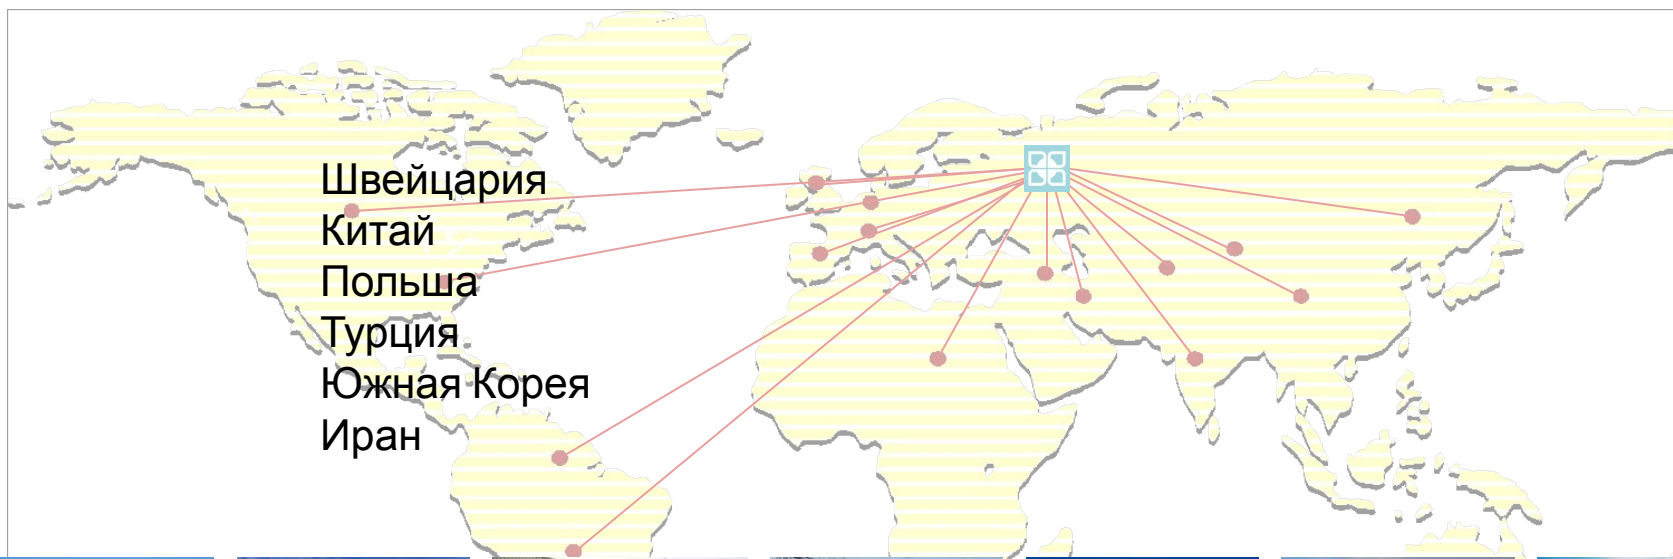 Швейцария
Китай
Польша
Турция
Южная Корея
Иран